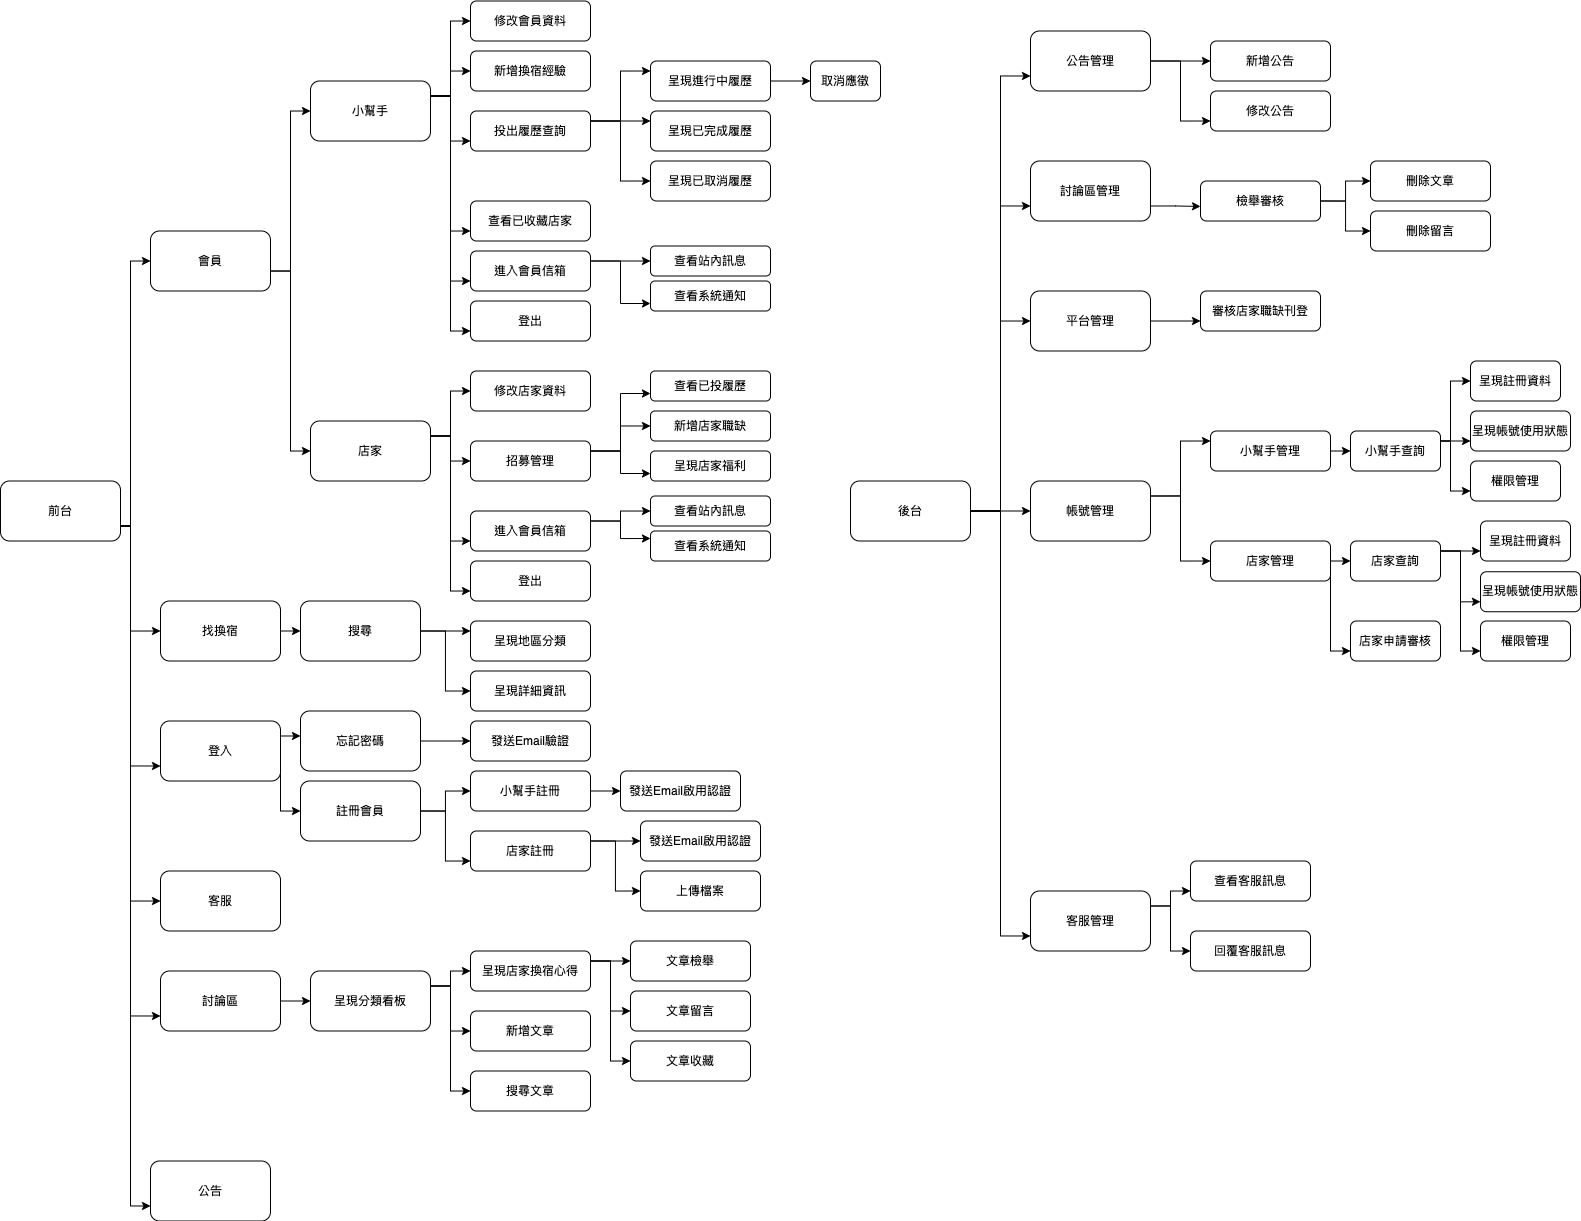 前台
會員
小幫手
修改會員資料
新增換宿經驗
投出履歷查詢
呈現進行中履歷
取消應徵
呈現已完成履歷
呈現已取消履歷
查看已收藏店家
進入會員信箱
查看站內訊息
查看系統通知
登出
店家
修改店家資料
招募管理
查看已投履歷
新增店家職缺
呈現店家福利
進入會員信箱
查看站內訊息
查看系統通知
登出
找換宿
搜尋
呈現地區分類
呈現詳細資訊
登入
忘記密碼
發送Email驗證
註冊會員
小幫手註冊
發送Email啟用認證
店家註冊
發送Email啟用認證
上傳檔案
客服
討論區
呈現分類看板
呈現店家換宿心得
文章檢舉
文章留言
文章收藏
新增文章
搜尋文章
公告
後台
公告管理
新增公告
修改公告
討論區管理
檢舉審核
刪除文章
刪除留言
平台管理
審核店家職缺刊登
帳號管理
小幫手管理
小幫手查詢
呈現註冊資料
呈現帳號使用狀態
權限管理
店家管理
店家查詢
呈現註冊資料
呈現帳號使用狀態
權限管理
店家申請審核
客服管理
查看客服訊息
回覆客服訊息